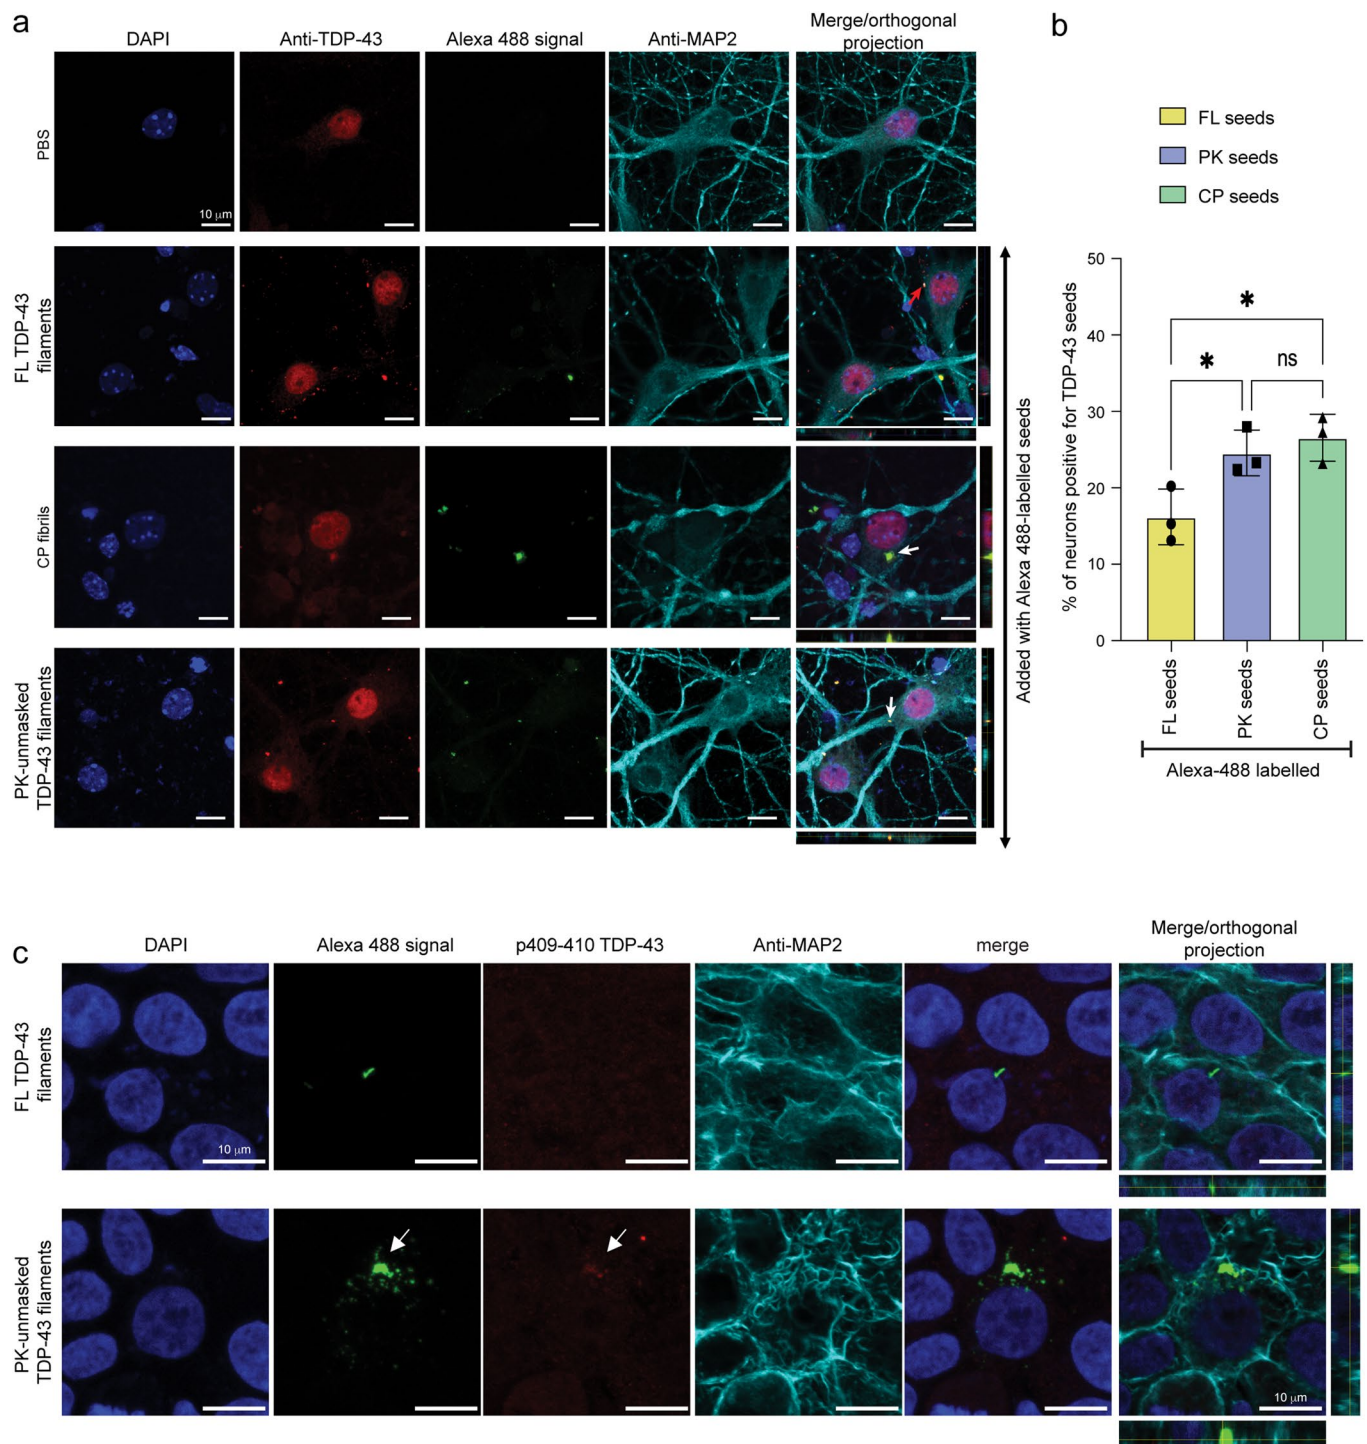 a
DAPI
Anti-TDP-43
Alexa 488 signal
Anti-MAP2
Merge/orthogonal
projection
PBS
10 μm
FL TDP-43
filaments
CP fibrils
PK-unmasked
TDP-43 filaments
Added with Alexa 488-labelled seeds
b
FL seeds
PK seeds
CP seeds
% of neurons positive for TDP-43 seeds
50
40
30
20
10
0
*
*
ns
FL seeds
PK seeds
CP seeds
Alexa-488 labelled
c
DAPI
Alexa 488 signal
p409-410 TDP-43
Anti-MAP2
merge
Merge/orthogonal
projection
FL TDP-43
filaments
10 μm
PK-unmasked
TDP-43 filaments
10 μm